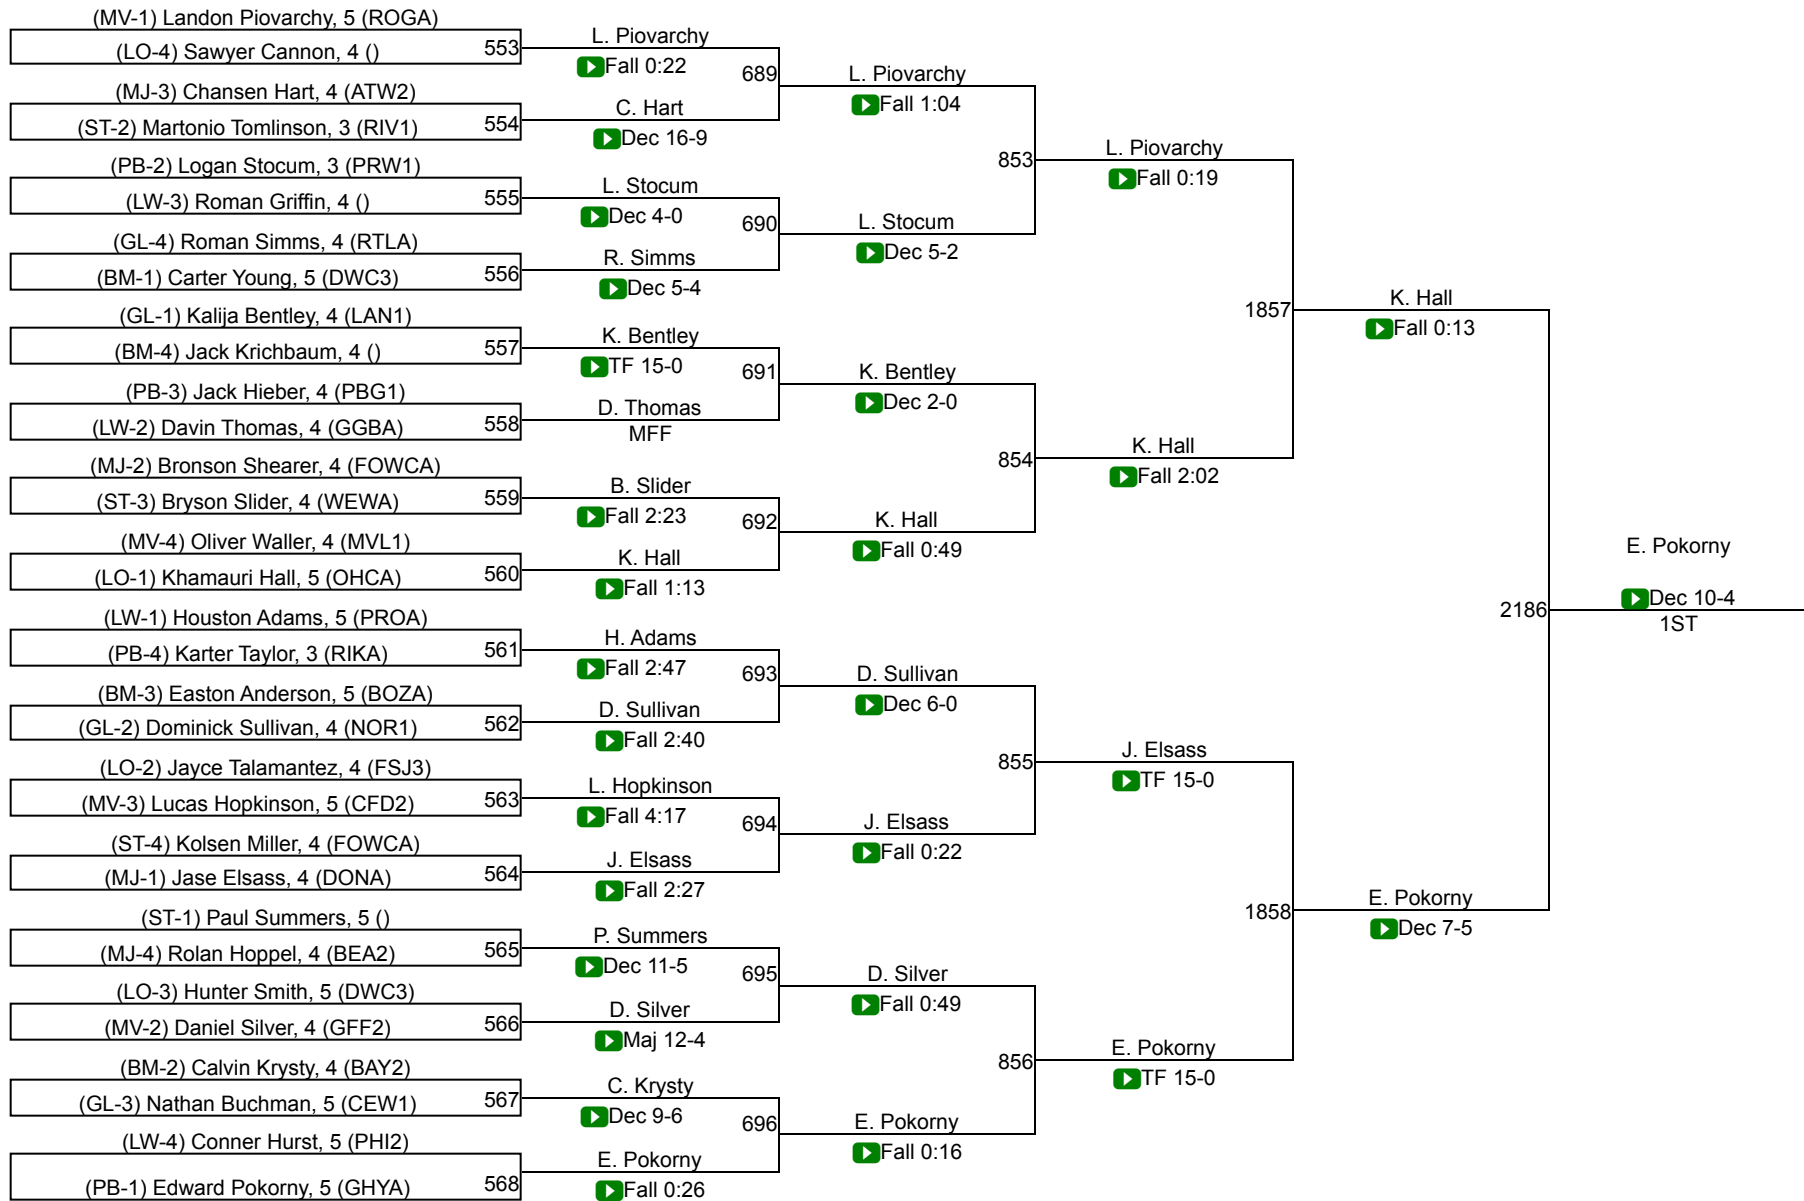 (MV-1) Landon Piovarchy, 5 (ROGA)
(LO-4) Sawyer Cannon, 4 ()
553
(MJ-3) Chansen Hart, 4 (ATW2)
(ST-2) Martonio Tomlinson, 3 (RIV1)
554
(PB-2) Logan Stocum, 3 (PRW1)
(LW-3) Roman Griffin, 4 ()
555
(GL-4) Roman Simms, 4 (RTLA)
(BM-1) Carter Young, 5 (DWC3)
556
(GL-1) Kalija Bentley, 4 (LAN1)
(BM-4) Jack Krichbaum, 4 ()
557
(PB-3) Jack Hieber, 4 (PBG1)
(LW-2) Davin Thomas, 4 (GGBA)
558
(MJ-2) Bronson Shearer, 4 (FOWCA)
(ST-3) Bryson Slider, 4 (WEWA)
559
(MV-4) Oliver Waller, 4 (MVL1)
(LO-1) Khamauri Hall, 5 (OHCA)
560
(LW-1) Houston Adams, 5 (PROA)
(PB-4) Karter Taylor, 3 (RIKA)
561
(BM-3) Easton Anderson, 5 (BOZA)
(GL-2) Dominick Sullivan, 4 (NOR1)
562
(LO-2) Jayce Talamantez, 4 (FSJ3)
(MV-3) Lucas Hopkinson, 5 (CFD2)
563
(ST-4) Kolsen Miller, 4 (FOWCA)
(MJ-1) Jase Elsass, 4 (DONA)
564
(ST-1) Paul Summers, 5 ()
(MJ-4) Rolan Hoppel, 4 (BEA2)
565
(LO-3) Hunter Smith, 5 (DWC3)
(MV-2) Daniel Silver, 4 (GFF2)
566
(BM-2) Calvin Krysty, 4 (BAY2)
(GL-3) Nathan Buchman, 5 (CEW1)
567
(LW-4) Conner Hurst, 5 (PHI2)
(PB-1) Edward Pokorny, 5 (GHYA)
568
L. Piovarchy
Fall 0:22
689
C. Hart
Dec 16-9
L. Stocum
Dec 4-0
690
R. Simms
Dec 5-4
K. Bentley
TF 15-0
691
D. Thomas
MFF
B. Slider
Fall 2:23
692
K. Hall
Fall 1:13
H. Adams
Fall 2:47
693
D. Sullivan
Fall 2:40
L. Hopkinson
Fall 4:17
694
J. Elsass
Fall 2:27
P. Summers
Dec 11-5
695
D. Silver
Maj 12-4
C. Krysty
Dec 9-6
696
E. Pokorny
Fall 0:26
L. Piovarchy
Fall 1:04
853
L. Stocum
Dec 5-2
K. Bentley
Dec 2-0
854
K. Hall
Fall 0:49
D. Sullivan
Dec 6-0
855
J. Elsass
Fall 0:22
D. Silver
Fall 0:49
856
E. Pokorny
Fall 0:16
L. Piovarchy
Fall 0:19
1857
K. Hall
Fall 2:02
J. Elsass
TF 15-0
1858
E. Pokorny
TF 15-0
K. Hall
Fall 0:13
2186
E. Pokorny
Dec 7-5
E. Pokorny
Dec 10-4
1ST